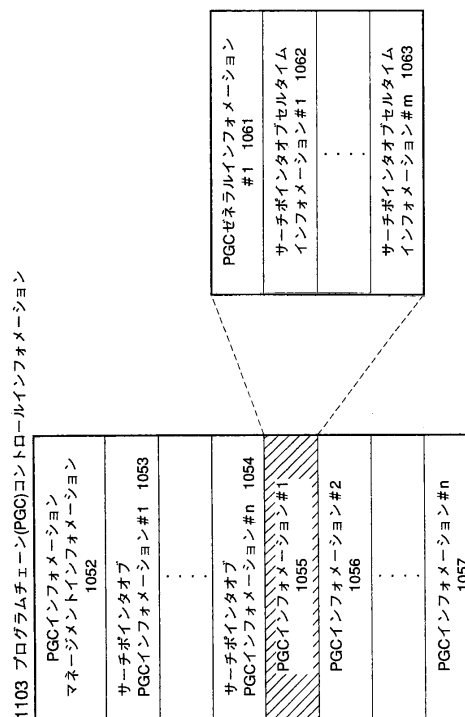 1103 プログラムチェーン(PGC)コントロールインフォメーション
PGCインフォメーション
マネージメントインフォメーション
1052
サーチポインタオブ
PGCインフォメーション#1 1053
. . . . .
サーチポインタオブ
PGCインフォメーション#n 1054
PGCインフォメーション#1
1055
PGCインフォメーション#2
1056
. . . . .
PGCインフォメーション#n
1057
PGCゼネラルインフォメーション
#1 1061
サーチポインタオブセルタイム
インフォメーション#1 1062
. . . . .
サーチポインタオブセルタイム
インフォメーション#m 1063